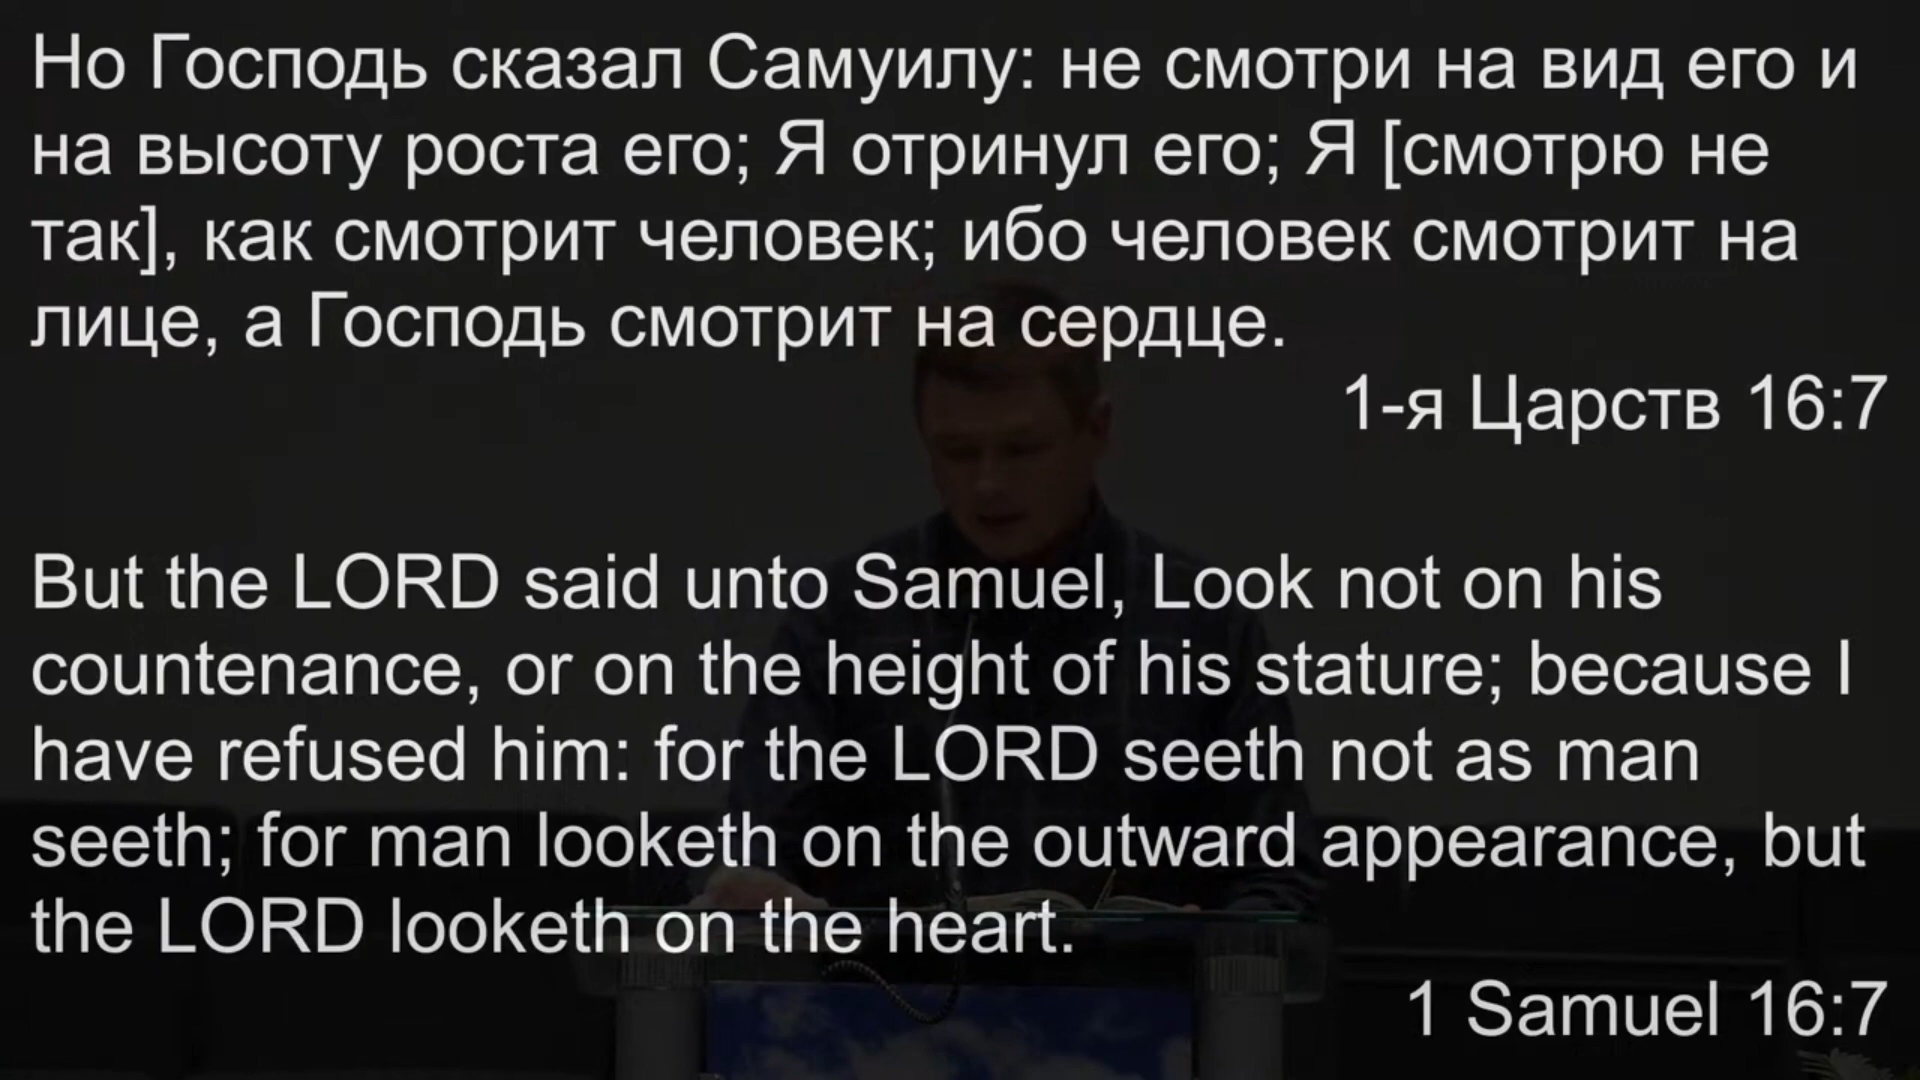 Но Господь сказал Самуилу: не смотри на вид его и
на высоту роста его; Я отринул его; Я [смотрю не
так], как смотрит человек; ибо человек смотрит на
лице, а Господь смотрит на сердце.
1-я Царств 16:7
But the LORD said unto Samuel, Look not on his
countenance, or on the height of his stature; because I
have refused him: for the LORD seeth not as man
seeth; for man looketh on the outward appearance, but
the LORD looketh on the heart.
1 Samuel 16:7